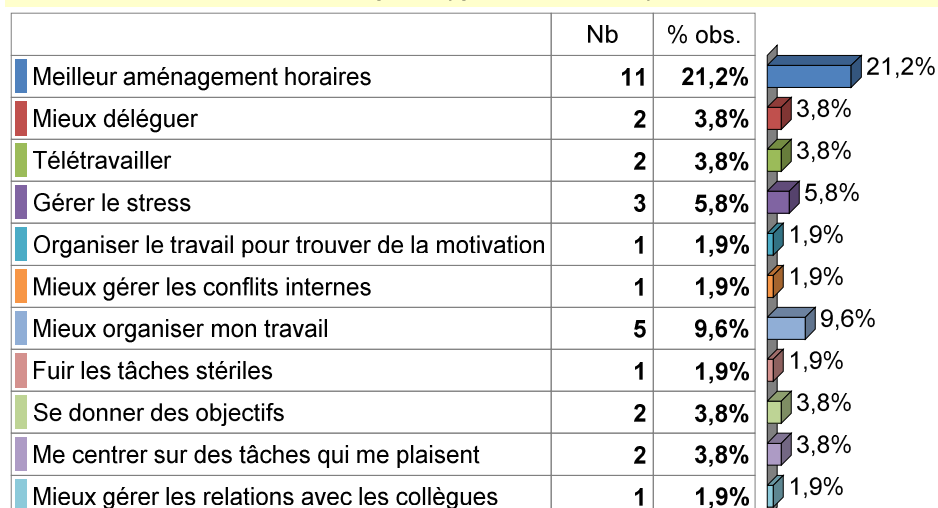 Nb % obs.
Meilleur aménagement horaires 11 21,2% 21,2%
Mieux déléguer 2 3,8% 3,8%
Télétravailler 2 3,8% 3,8%
Gérer le stress 3 5,8% 5,8%
Organiser le travail pour trouver de la motivation 1 1,9% 1,9%
Mieux gérer les conflits internes 1 1,9% 1,9%
Mieux organiser mon travail 5 9,6% 9,6%
Fuir les tâches stériles 1 1,9% 1,9%
Se donner des objectifs 2 3,8% 3,8%
Me centrer sur des tâches qui me plaisent 2 3,8% 3,8%
Mieux gérer les relations avec les collègues 1 1,9% 1,9%